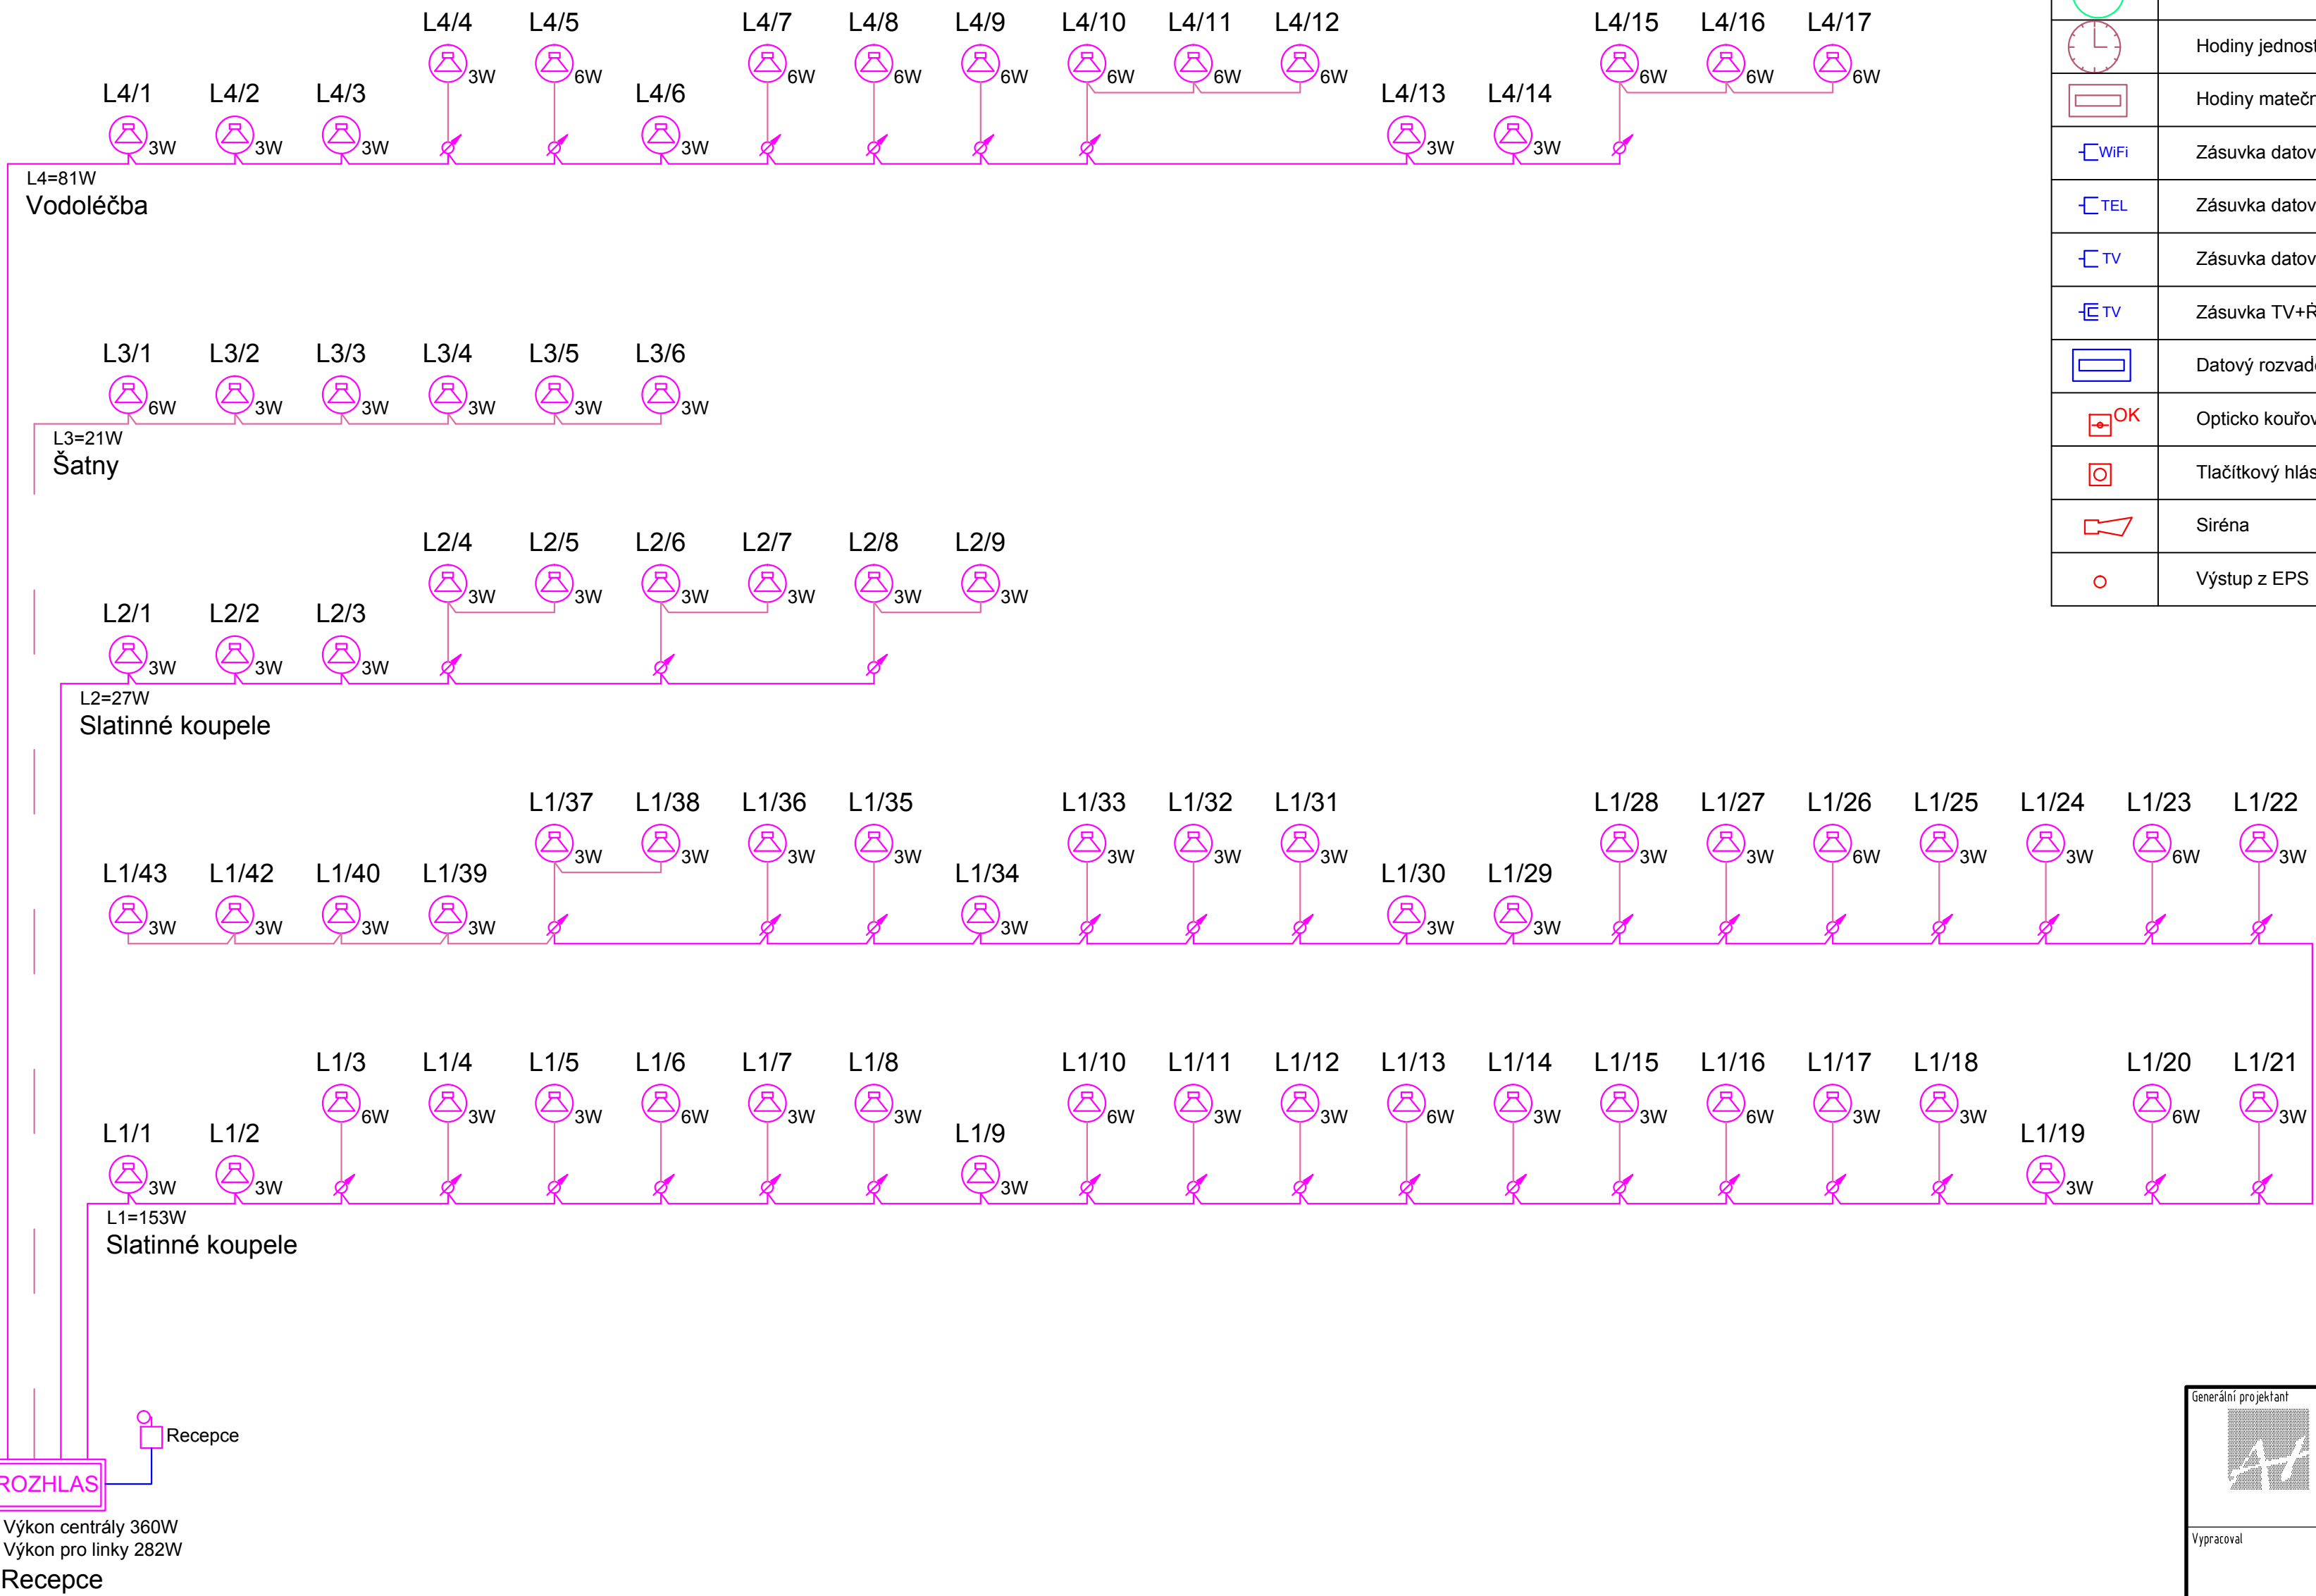 L4/4 L4/5 L4/7 L4/8 L4/9 L4/10 L4/11 L4/12 L4/15 L4/16 L4/17
3W 6W 6W 6W 6W 6W 6W 6W 6W 6W 6W
L4/1 L4/2 L4/3 L4/6 L4/13 L4/14
3W 3W 3W 3W 3W 3W
L4=81W
Vodoléčba
L3/1 L3/2 L3/3 L3/4 L3/5 L3/6
6W 3W 3W 3W 3W 3W
L3=21W
Šatny
L2/4 L2/5 L2/6 L2/7 L2/8 L2/9
3W 3W 3W 3W 3W 3W
L2/1 L2/2 L2/3
3W 3W 3W
L2=27W
Slatinné koupele
L1/37 L1/38 L1/36 L1/35 L1/33 L1/32 L1/31 L1/28 L1/27 L1/26 L1/25 L1/24 L1/23 L1/22
3W 3W 3W 3W 3W 3W 3W 3W 3W 6W 3W 3W 6W 3W
L1/43 L1/42 L1/40 L1/39 L1/34 L1/30 L1/29
3W 3W 3W 3W 3W 3W 3W
L1/3 L1/4 L1/5 L1/6 L1/7 L1/8 L1/10 L1/11 L1/12 L1/13 L1/14 L1/15 L1/16 L1/17 L1/18 L1/20 L1/21
6W 3W 3W 6W 3W 3W 6W 3W 3W 6W 3W 3W 6W 3W 3W 6W 3W
L1/1 L1/2 L1/9 L1/19
3W 3W 3W 3W
L1=153W
Slatinné koupele
Recepce
ROZHLAS
Výkon centrály 360W
Výkon pro linky 282W
Recepce
Hodiny jednost
Hodiny matečn
WiFi Zásuvka datov
TEL Zásuvka datov
TV Zásuvka datov
TV Zásuvka TV+R
Datový rozvad
OK Opticko kouřov
Tlačítkový hlás
Siréna
Výstup z EPS
Generální projektant
Vypracoval